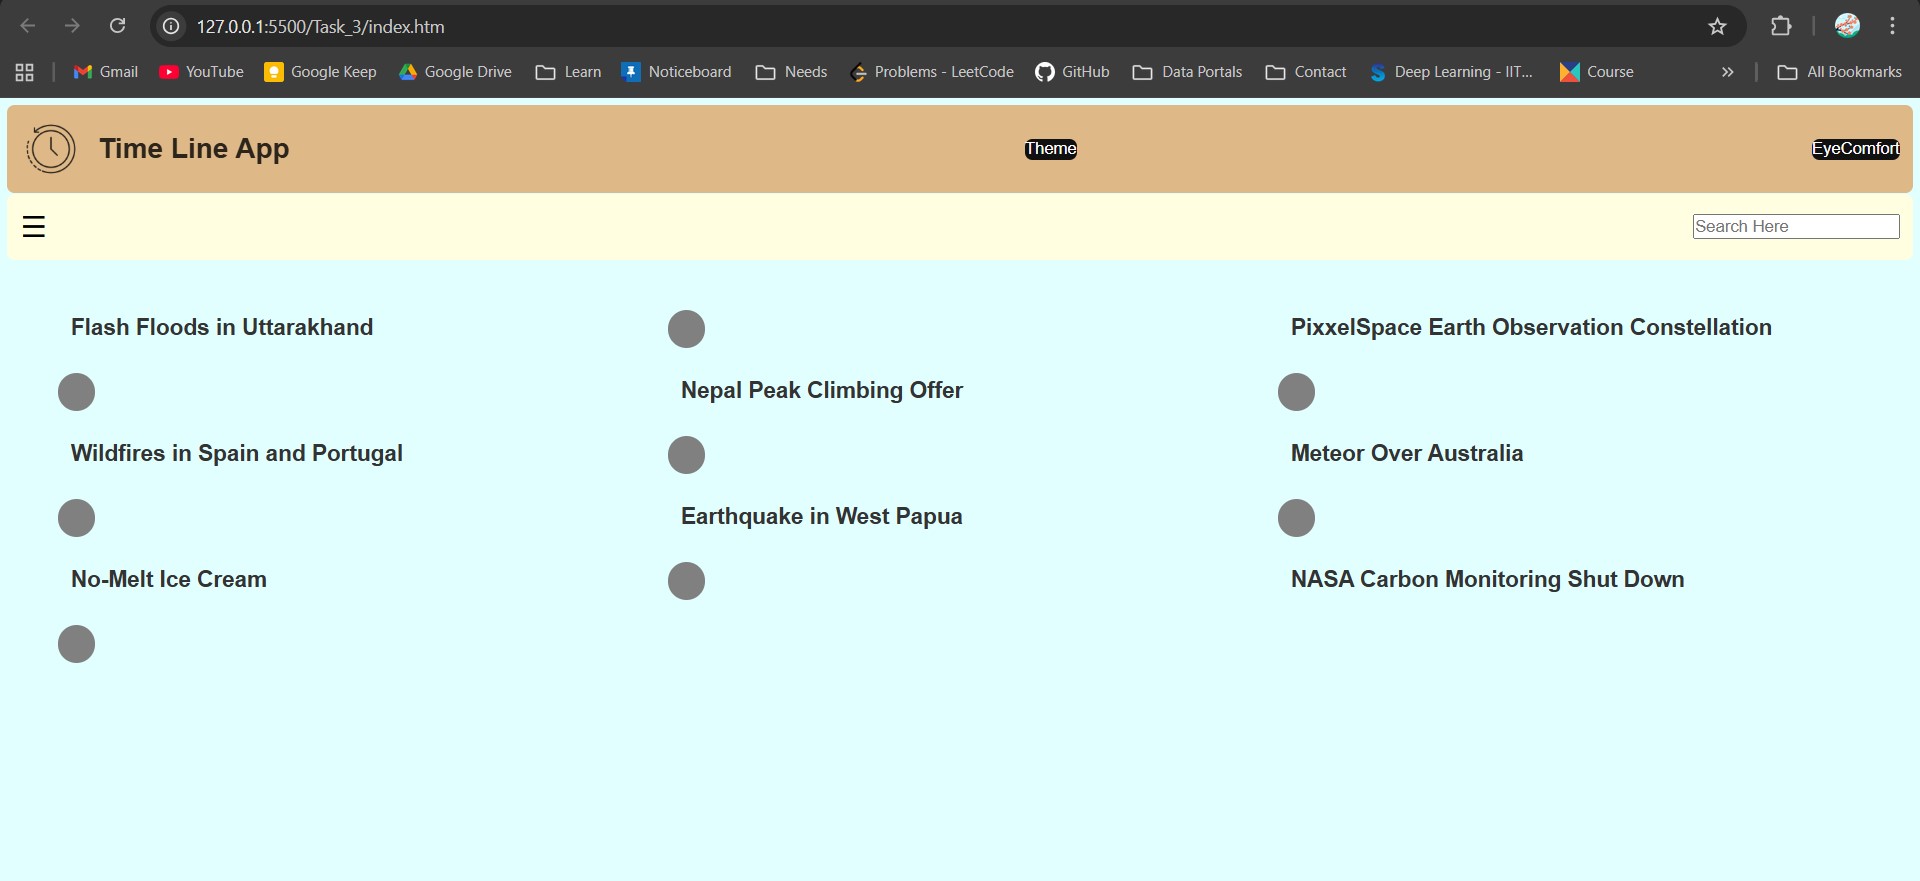 127.0.0.1:5500/Task_3/index.htm
Gmail YouTube Google Keep Google Drive Learn Noticeboard Needs Problems - LeetCode GitHub Data Portals Contact Deep Learning - IIT... Course » All Bookmarks
Time Line App Theme EyeComfort
☰ Search Here
Flash Floods in Uttarakhand PixxelSpace Earth Observation Constellation
Nepal Peak Climbing Offer
Wildfires in Spain and Portugal Meteor Over Australia
Earthquake in West Papua
No-Melt Ice Cream NASA Carbon Monitoring Shut Down